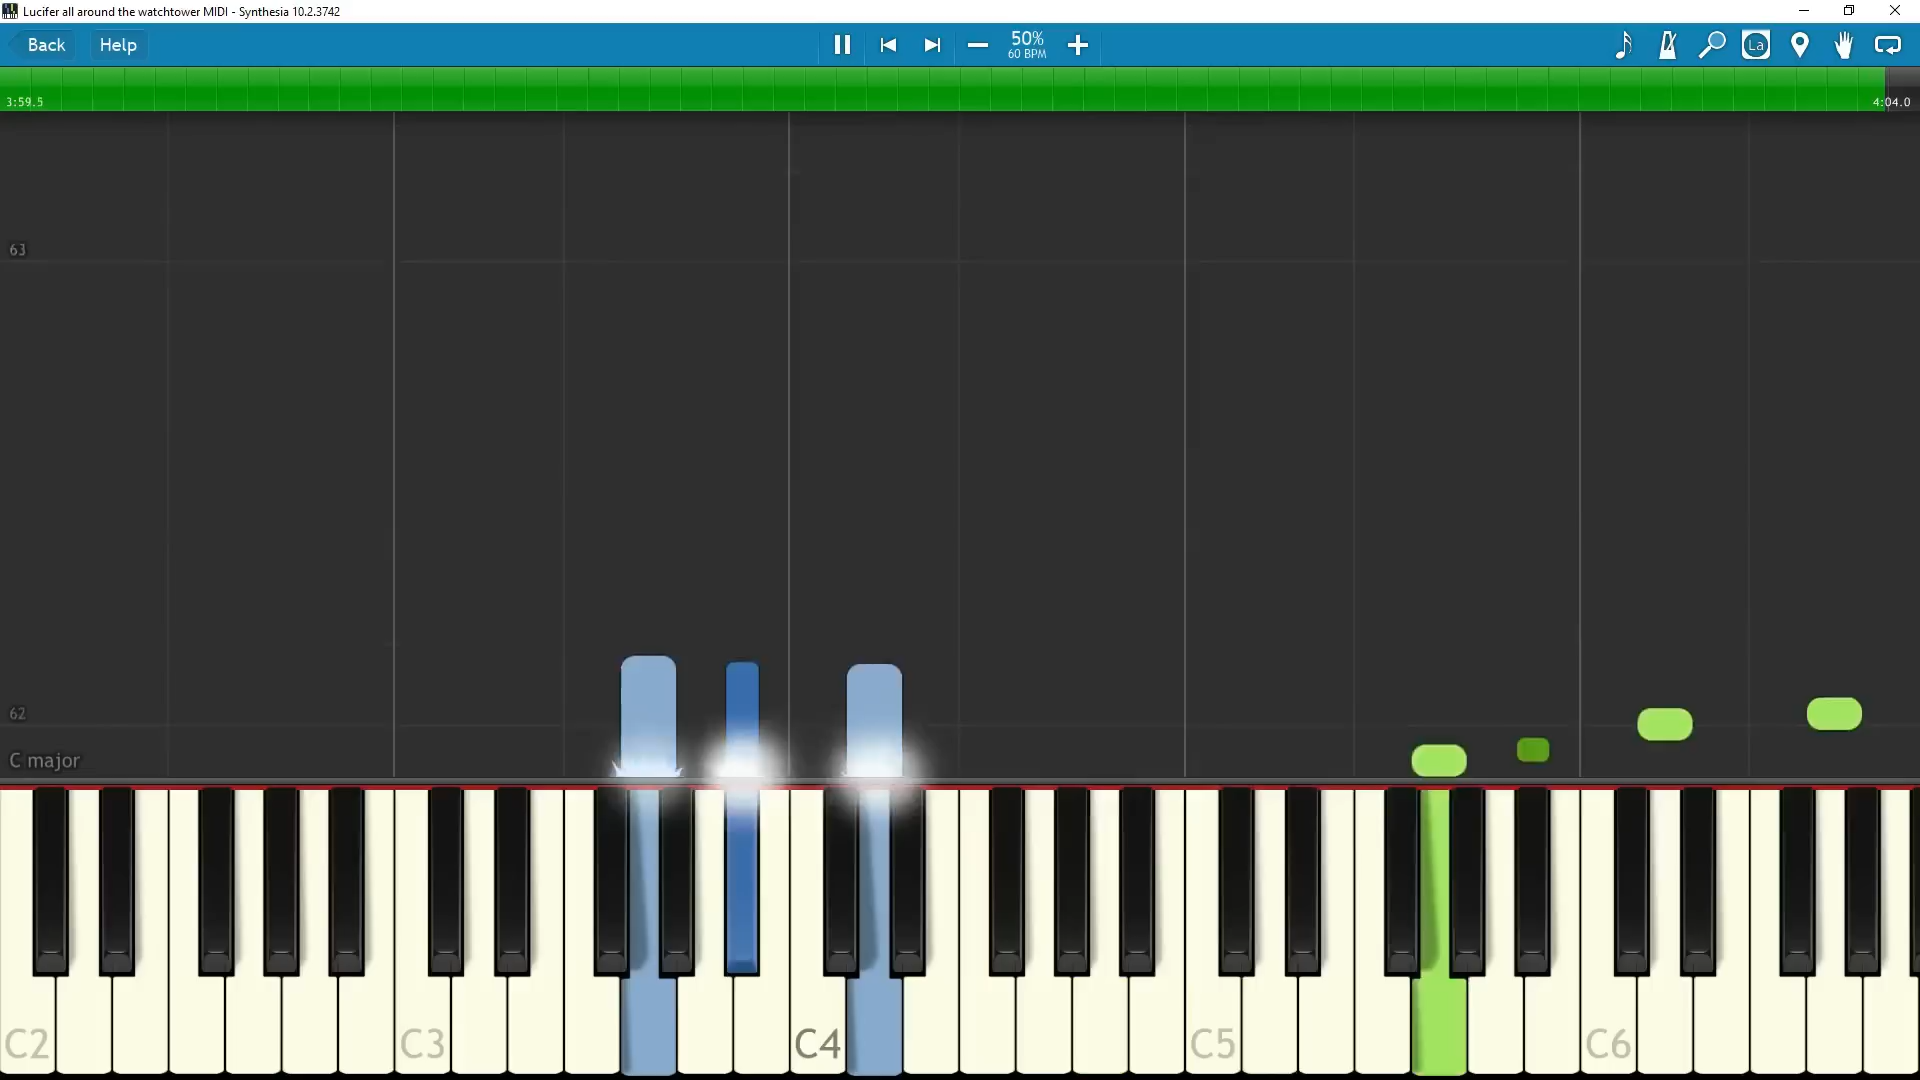 Lucifer all around the watchtower MIDI - Synthesia 10.2.3742
Back
Help
50%
60 BPM
La
3:59.5
4:04.0
63
62
C major
C2
C3
C4
C5
C6